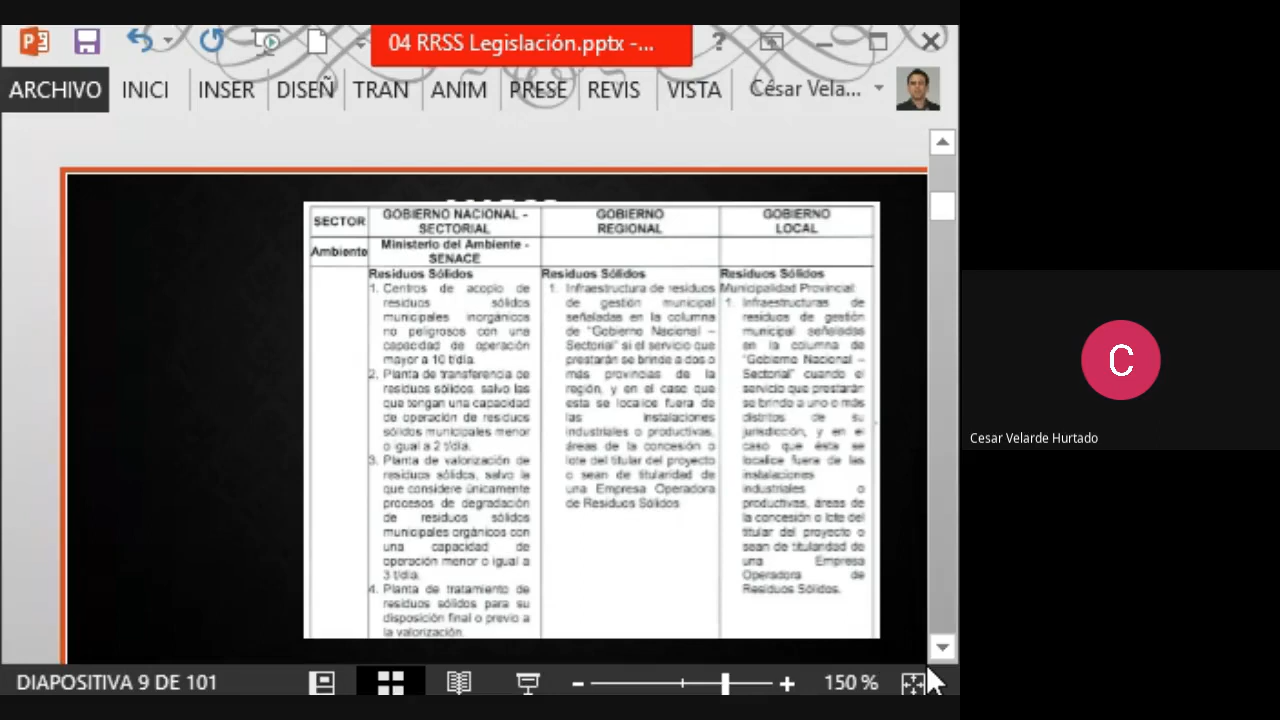 04 RRSS Legislación.pptx -...
?
ARCHIVO INICI INSER DISEÑ TRAN ANIM PRESE REVIS VISTA César Vela...
SECTOR
GOBIERNO NACIONAL -
SECTORIAL
GOBIERNO
REGIONAL
GOBIERNO
LOCAL
Ambiente
Ministerio del Ambiente -
SENACE
Residuos Sólidos
1. Centros de acopio de
residuos sólidos
municipales inorgánicos
no peligrosos con una
capacidad de operación
mayor a 10 t/día.
2. Planta de transferencia de
residuos sólidos, salvo las
que tengan una capacidad
de operación de residuos
sólidos municipales menor
o igual a 2 t/día.
3. Planta de valorización de
residuos sólidos, salvo la
que considere únicamente
procesos de degradación
de residuos sólidos
municipales orgánicos con
una capacidad de
operación menor o igual a
3 t/día.
4. Planta de tratamiento de
residuos sólidos para su
disposición final o previo a
la valorización.
Residuos Sólidos
1. Infraestructura de residuos
de gestión municipal
señaladas en la columna
de "Gobierno Nacional –
Sectorial" si el servicio que
prestarán se brinde a dos o
más provincias de la
región, y en el caso que
esta se localice fuera de
las instalaciones
industriales o productivas,
áreas de la concesión o
lote del titular del proyecto
o sean de titularidad de
una Empresa Operadora
de Residuos Sólidos
Residuos Sólidos
Municipalidad Provincial:
1. Infraestructuras de
residuos de gestión
municipal señaladas
en la columna de
"Gobierno Nacional –
Sectorial" cuando el
servicio que prestarán
se brinde a uno o más
distritos de su
jurisdicción, y en el
caso que ésta se
localice fuera de las
instalaciones
industriales o
productivas, áreas de
la concesión o lote del
titular del proyecto o
sean de titularidad de
una Empresa
Operadora de
Residuos Sólidos.
DIAPOSITIVA 9 DE 101
150 %
C
Cesar Velarde Hurtado